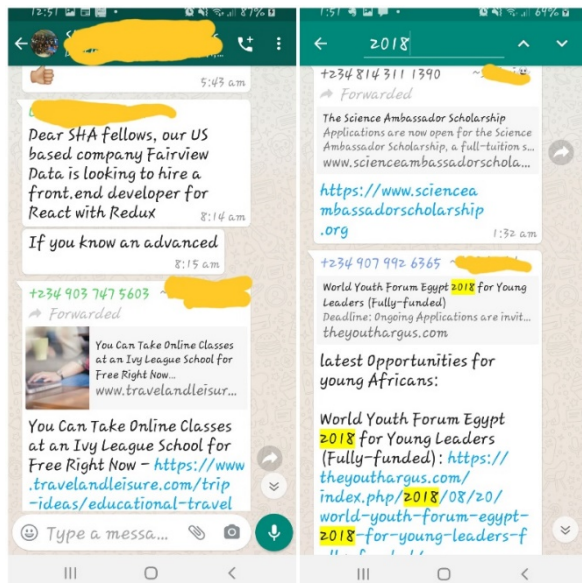 12:51
87%
5:43 am
Dear SHA fellows, our US
based company Fairview
Data is looking to hire a
front.end developer for
React with Redux
8:14 am
If you know an advanced
8:15 am
+234 903 747 5603 ~
Forwarded
You Can Take Online Classes
at an Ivy League School for
Free Right Now...
www.travelandleisur...
You Can Take Online Classes
at an Ivy League School for
Free Right Now – https://www
.travelandleisure.com/trip
-ideas/educational-travel
Type a messa...
1:51
69%
2018
+234 814 311 1390 ~
Forwarded
The Science Ambassador Scholarship
Applications are now open for the Science
Ambassador Scholarship, a full-tuition s...
www.scienceambassadorschola...
https://www.sciencea
mbassadorscholarship
.org
1:32 am
+234 907 992 6365 ~
World Youth Forum Egypt 2018 for Young
Leaders (Fully-funded)
Deadline: Ongoing Applications are invit...
theyouthargus.com
latest Opportunities for
young Africans:
World Youth Forum Egypt
2018 for Young Leaders
(Fully-funded) : https://
theyouthargus.com/
index.php/2018/08/20/
world-youth-forum-egypt-
2018-for-young-leaders-f